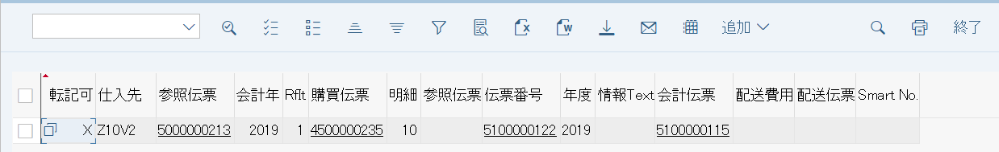 追加 終了
転記可 仕入先 参照伝票 会計年 RfIt 購買伝票 明細 参照伝票 伝票番号 年度 情報Text 会計伝票 配送費用 配送伝票 Smart No.
X Z10V2 5000000213 2019 1 4500000235 10 5100000122 2019 5100000115